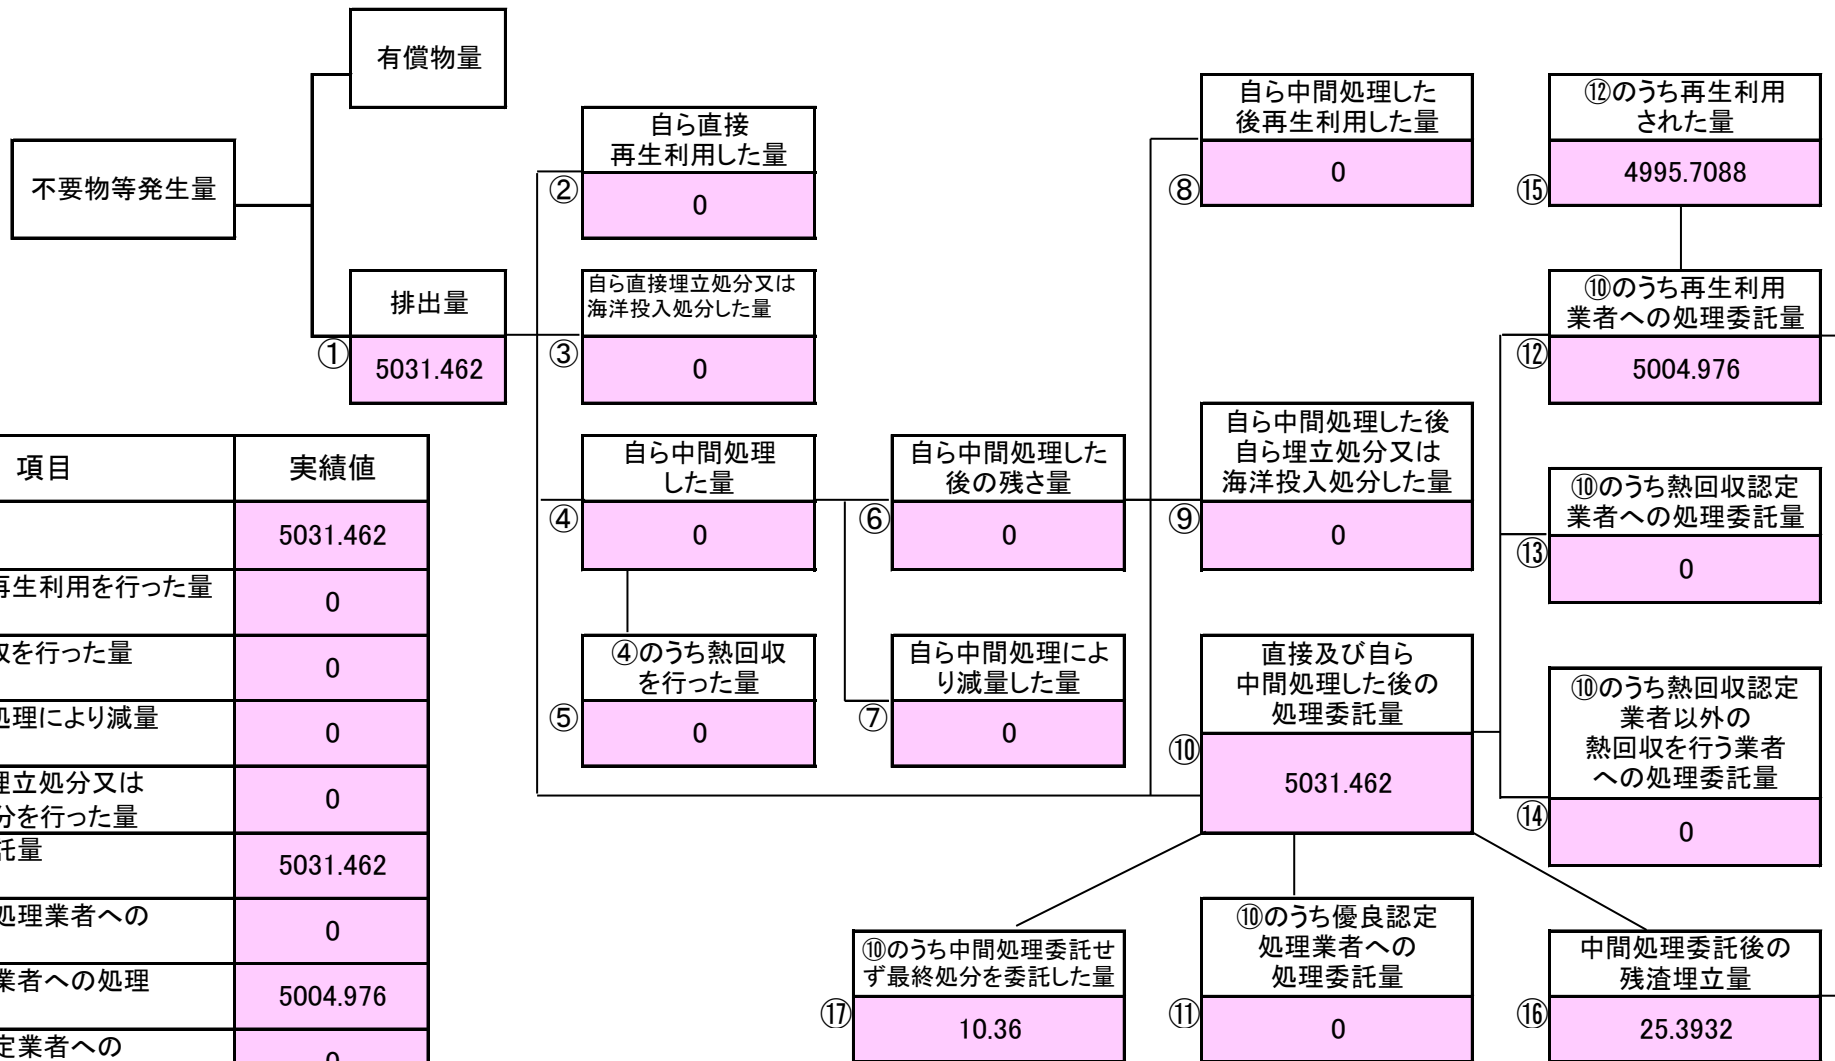 有償物量
不要物等発生量
排出量
①
5031.462
自ら直接
再生利用した量
②
0
自ら直接埋立処分又は
海洋投入処分した量
③
0
自ら中間処理
した量
④
0
④のうち熱回収
を行った量
⑤
0
自ら中間処理した
後の残さ量
⑥
0
自ら中間処理によ
り減量した量
⑦
0
自ら中間処理した
後再生利用した量
⑧
0
自ら中間処理した後
自ら埋立処分又は
海洋投入処分した量
⑨
0
直接及び自ら
中間処理した後の
処理委託量
⑩
5031.462
⑫のうち再生利用
された量
⑮
4995.7088
⑩のうち再生利用
業者への処理委託量
⑫
5004.976
⑩のうち熱回収認定
業者への処理委託量
⑬
0
⑩のうち熱回収認定
業者以外の
熱回収を行う業者
への処理委託量
⑭
0
⑩のうち中間処理委託せ
ず最終処分を委託した量
⑰
10.36
⑩のうち優良認定
処理業者への
処理委託量
⑪
0
中間処理委託後の
残渣埋立量
⑯
25.3932
項目 実績値
5031.462
再生利用を行った量
0
収を行った量
0
処理により減量
0
埋立処分又は
分を行った量
0
託量
5031.462
処理業者への
0
業者への処理
5004.976
定業者への
0